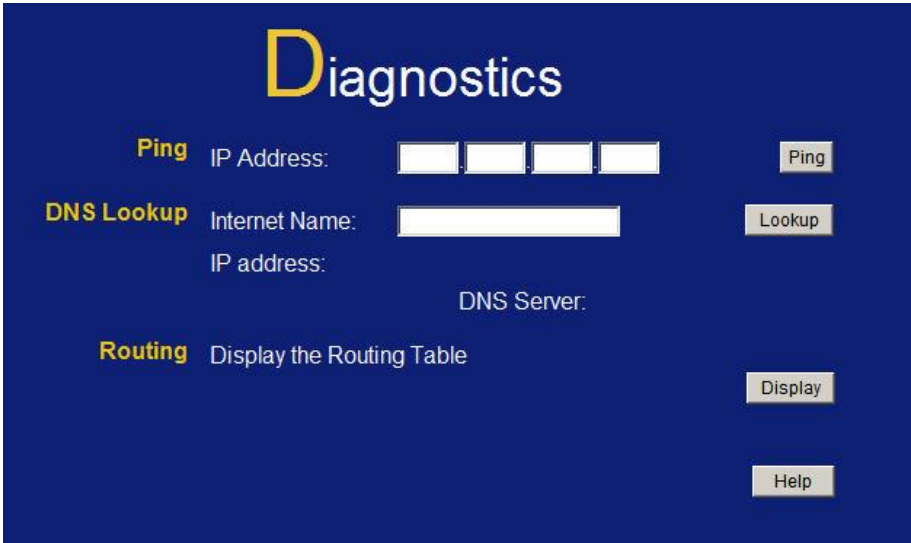 Diagnostics
Ping IP Address: . . . Ping
DNS Lookup Internet Name: Lookup
IP address:
DNS Server:
Routing Display the Routing Table
Display
Help